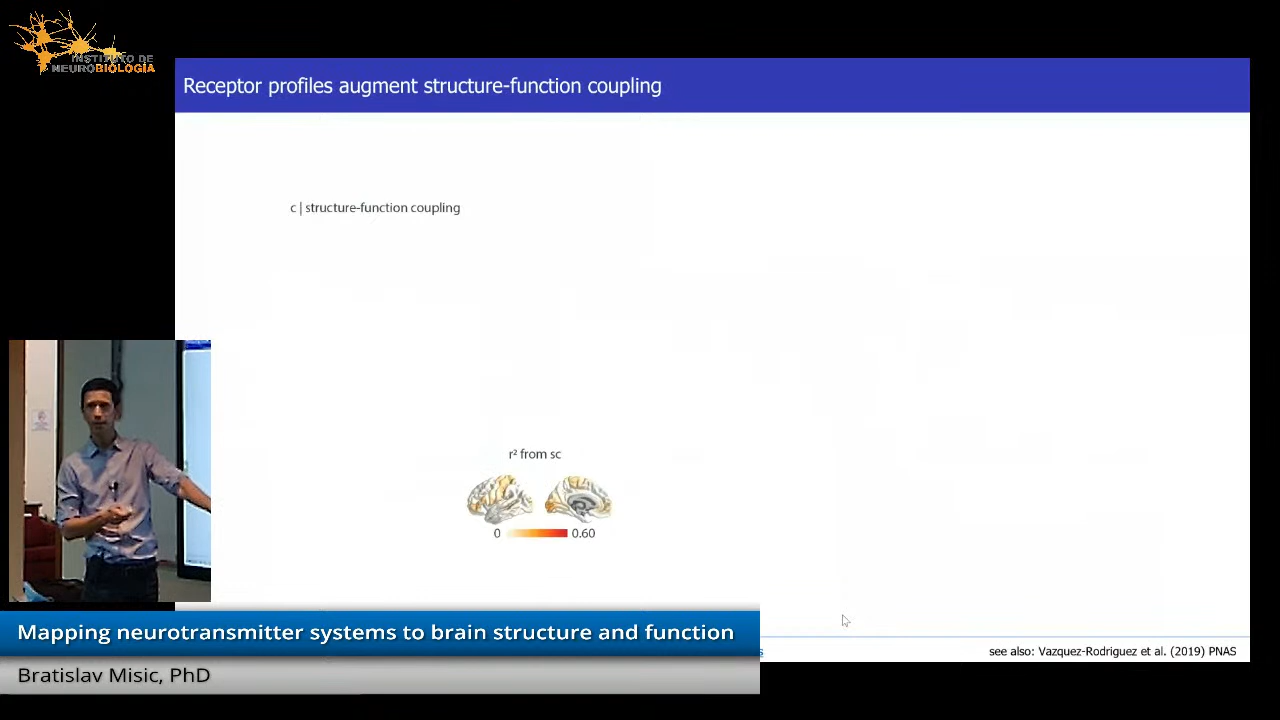 INSTITUTO DE
NEUROBIOLOGÍA
Receptor profiles augment structure-function coupling
c | structure-function coupling
r² from sc
0 0.60
Mapping neurotransmitter systems to brain structure and function
see also: Vazquez-Rodriguez et al. (2019) PNAS
Bratislav Misic, PhD